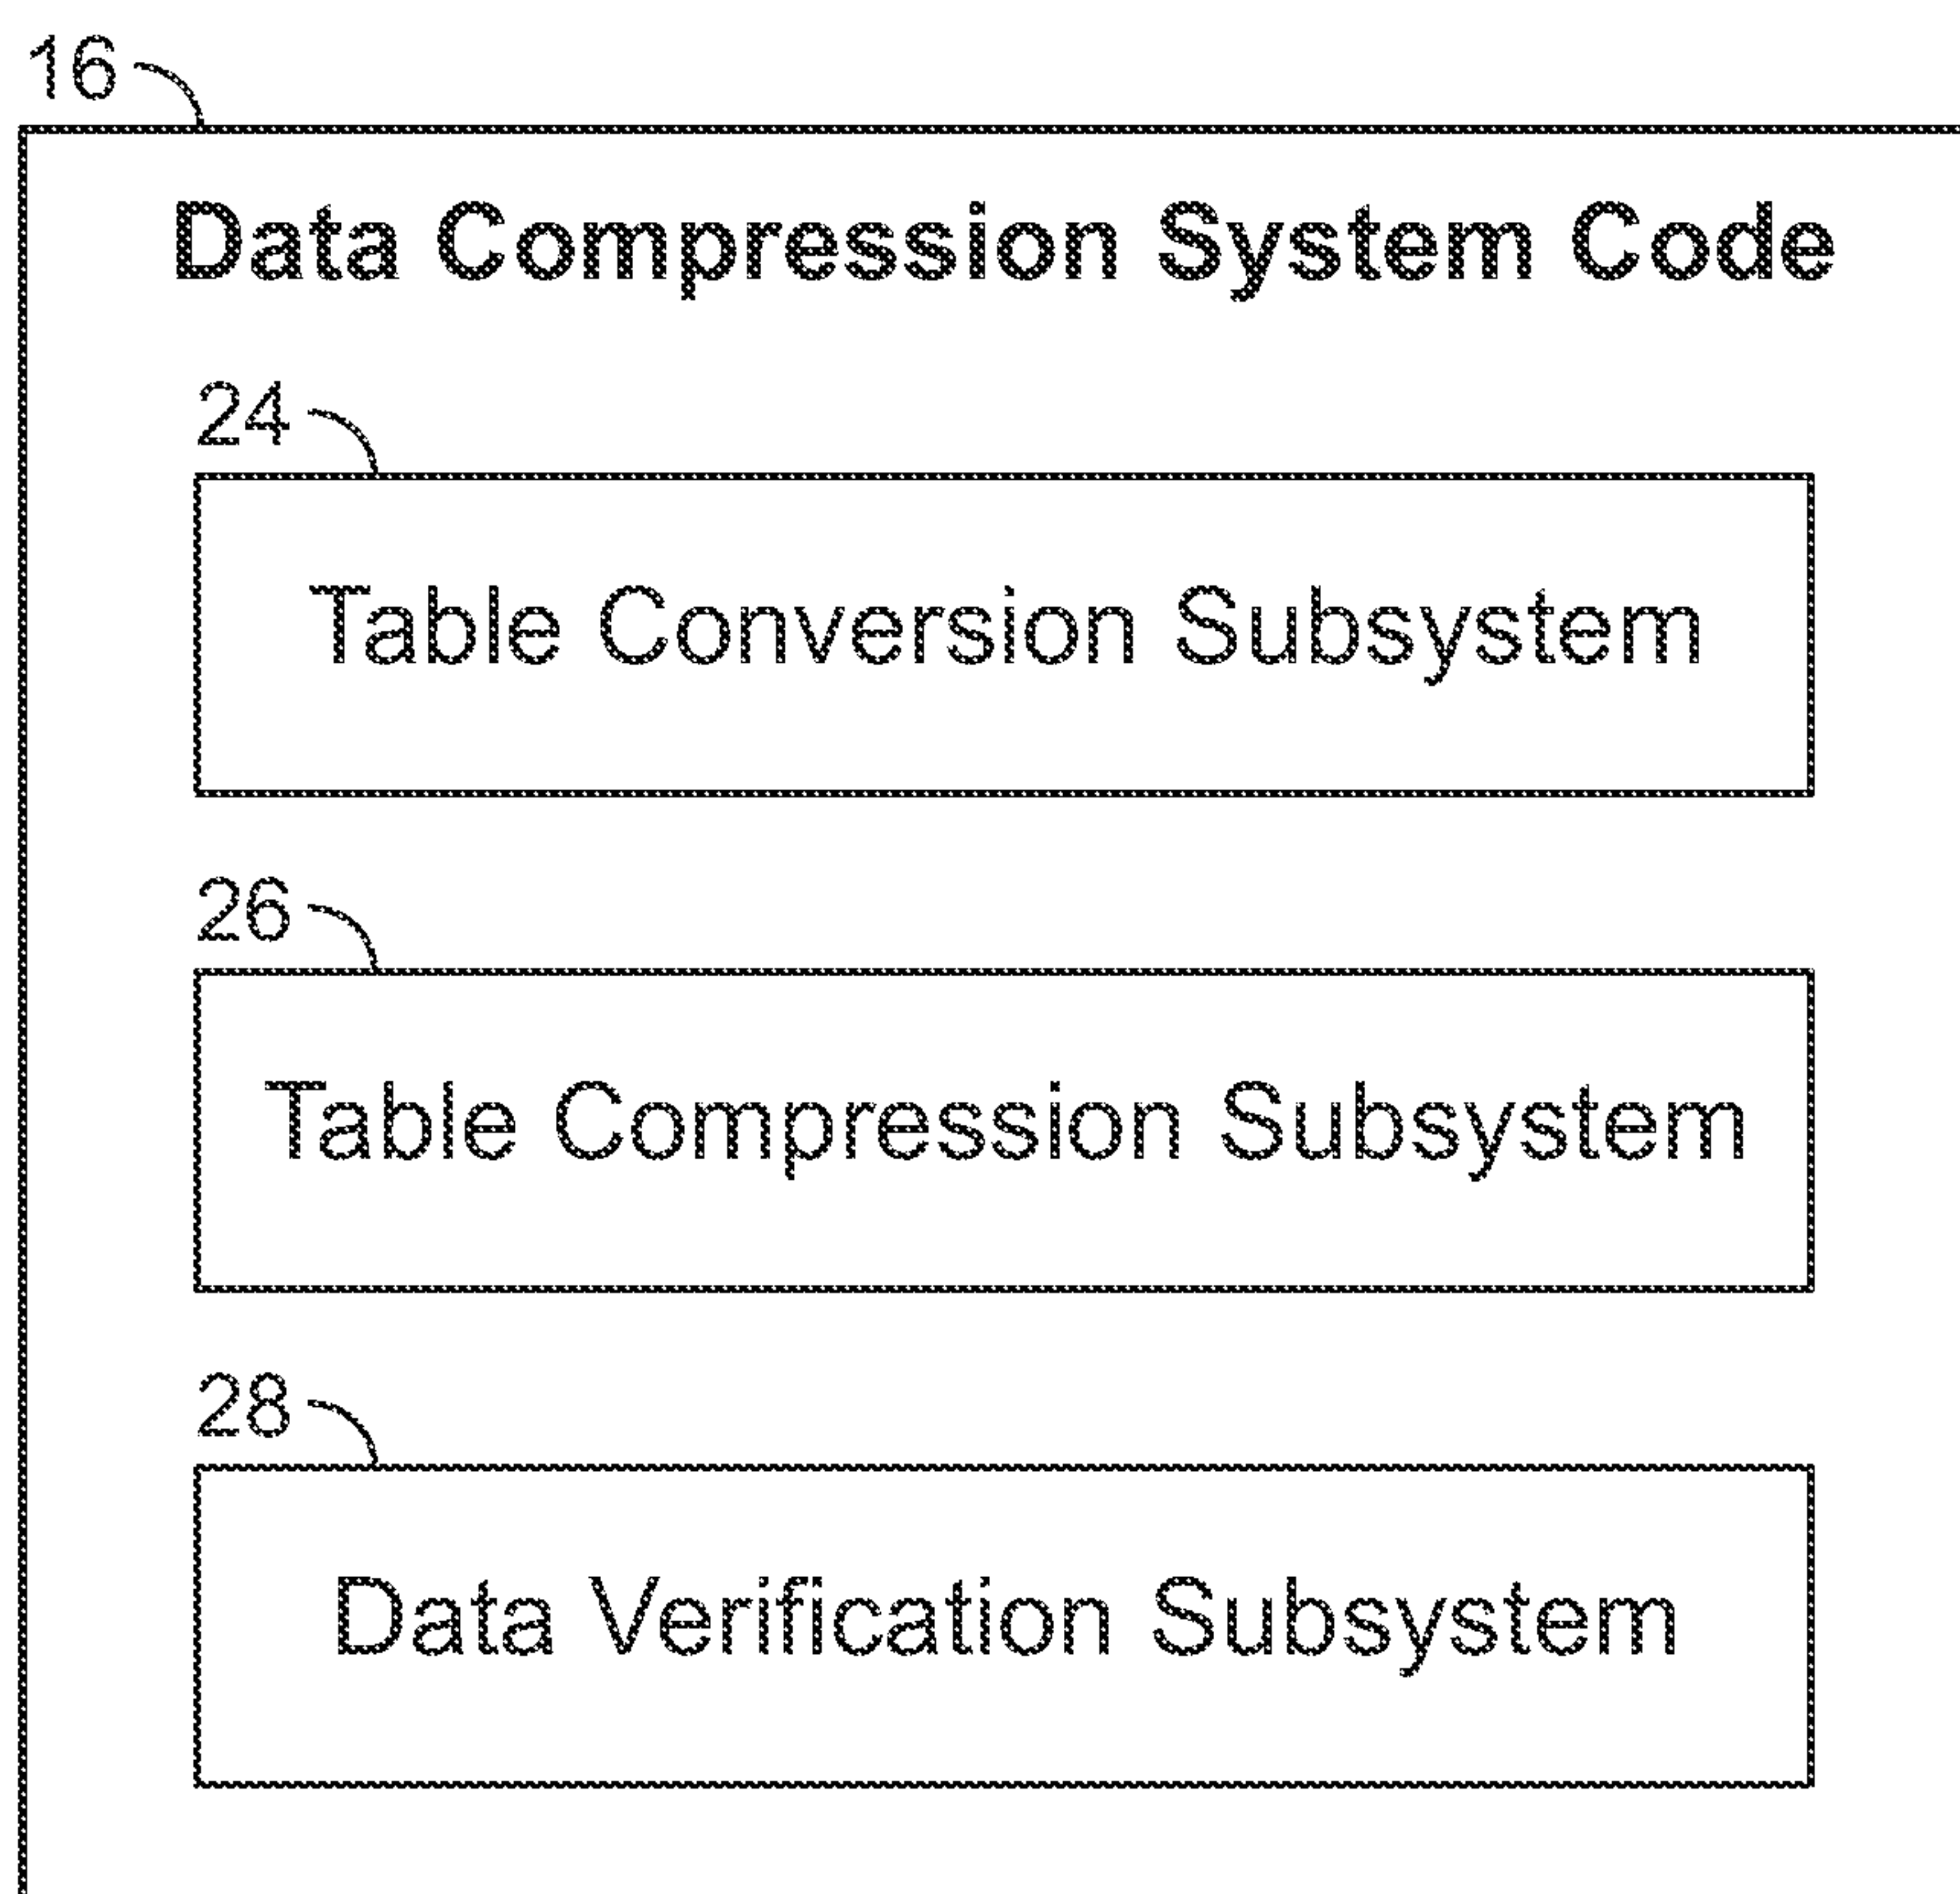 16
Data Compression System Code
24
Table Conversion Subsystem
26
Table Compression Subsystem
28
Data Verification Subsystem